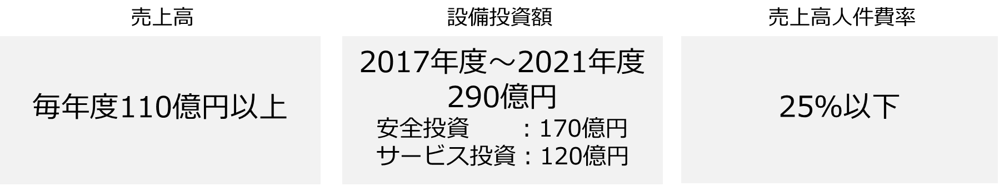 売上高
毎年度110億円以上
設備投資額
2017年度～2021年度
290億円
安全投資　　：170億円
サービス投資：120億円
売上高人件費率
25%以下